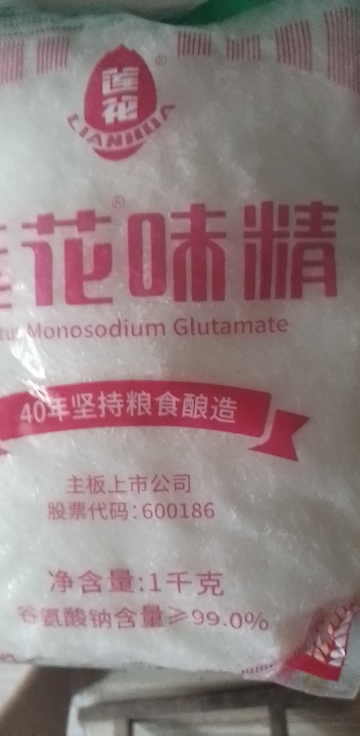 莲花
®
LIANHUA
花®味精
Monosodium Glutamate
40年坚持粮食酿造
主板上市公司
股票代码:600186
净含量:1千克
谷氨酸钠含量≥99.0%